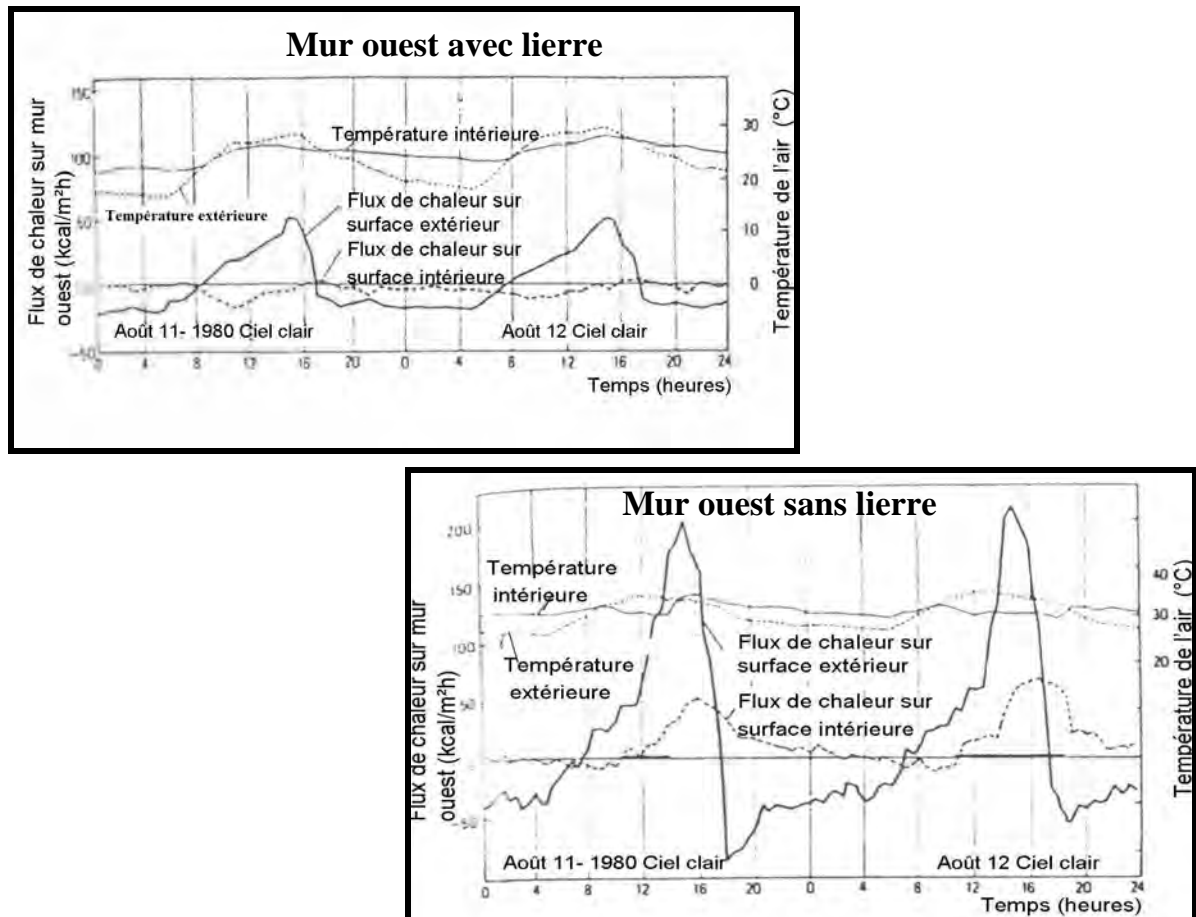 Mur ouest avec lierre
Flux de chaleur sur mur
ouest (kcal/m²h)
150
100
50
-50
Température intérieure
Température extérieure
Flux de chaleur sur
surface extérieur
Flux de chaleur sur
surface intérieure
Août 11- 1980 Ciel clair
Août 12 Ciel clair
30
20
10
0
Température de l'air (°C)
0 4 8 12 16 20 0 4 8 12 16 20 24
Temps (heures)
Mur ouest sans lierre
Flux de chaleur sur mur
ouest (kcal/m²h)
200
150
100
50
-50
Température
intérieure
Température
extérieure
Flux de chaleur sur
surface extérieur
Flux de chaleur sur
surface intérieure
Août 11- 1980 Ciel clair
Août 12 Ciel clair
40
30
20
Température de l'air (°C)
0 4 8 12 16 20 0 4 8 12 16 20 24
Temps (heures)